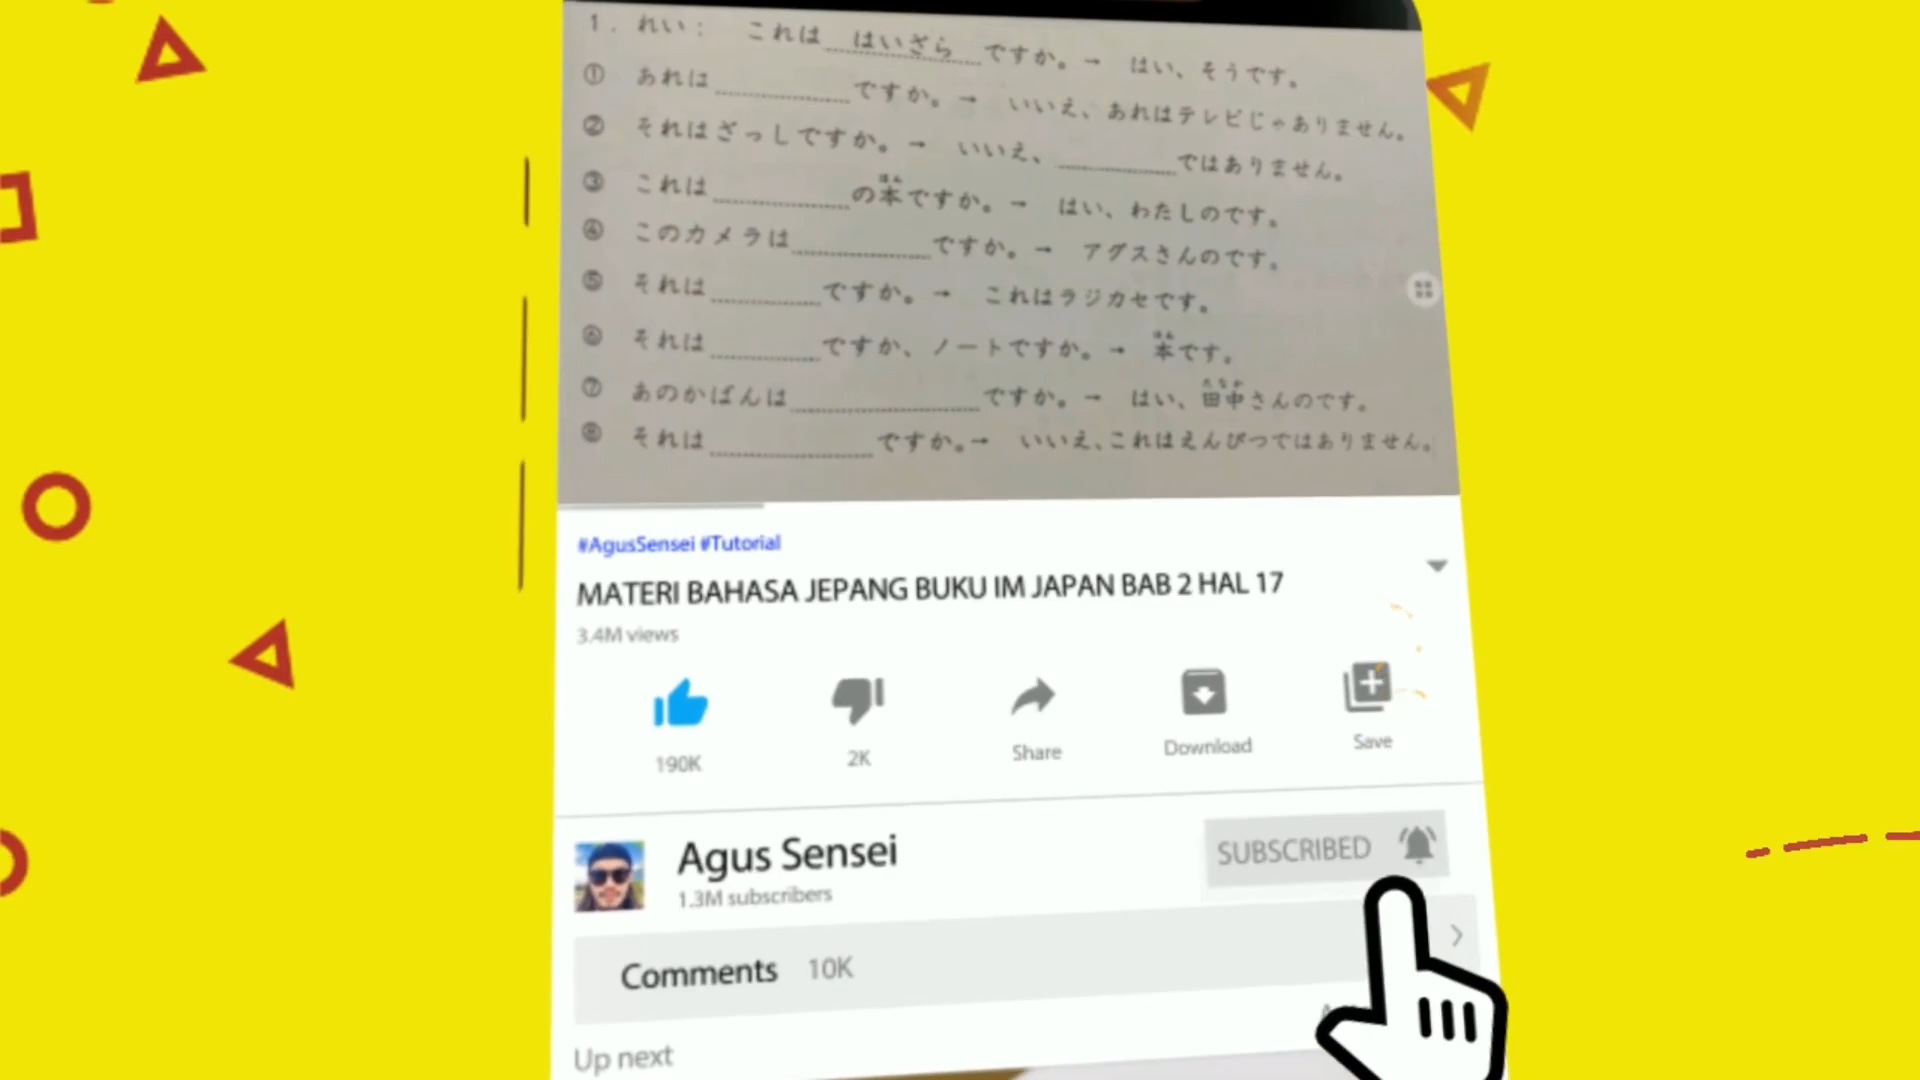 1. れい： これは はいざら ですか。→ はい、そうです。
① あれは ですか。→ いいえ、あれはテレビじゃありません。
② それはざっしですか。→ いいえ、 ではありません。
③ これは の本ですか。→ はい、わたしのです。
④ このカメラは ですか。→ アグスさんのです。
⑤ それは ですか。→ これはラジカセです。
⑥ それは ですか、ノートですか。→ 本です。
⑦ あのかばんは ですか。→ はい、田中さんのです。
⑧ それは ですか。→ いいえ、これはえんぴつではありません。
#AgusSensei #Tutorial
MATERI BAHASA JEPANG BUKU IM JAPAN BAB 2 HAL 17
3.4M views
190K 2K Share Download Save
Agus Sensei
1.3M subscribers
SUBSCRIBED
Comments 10K
Up next